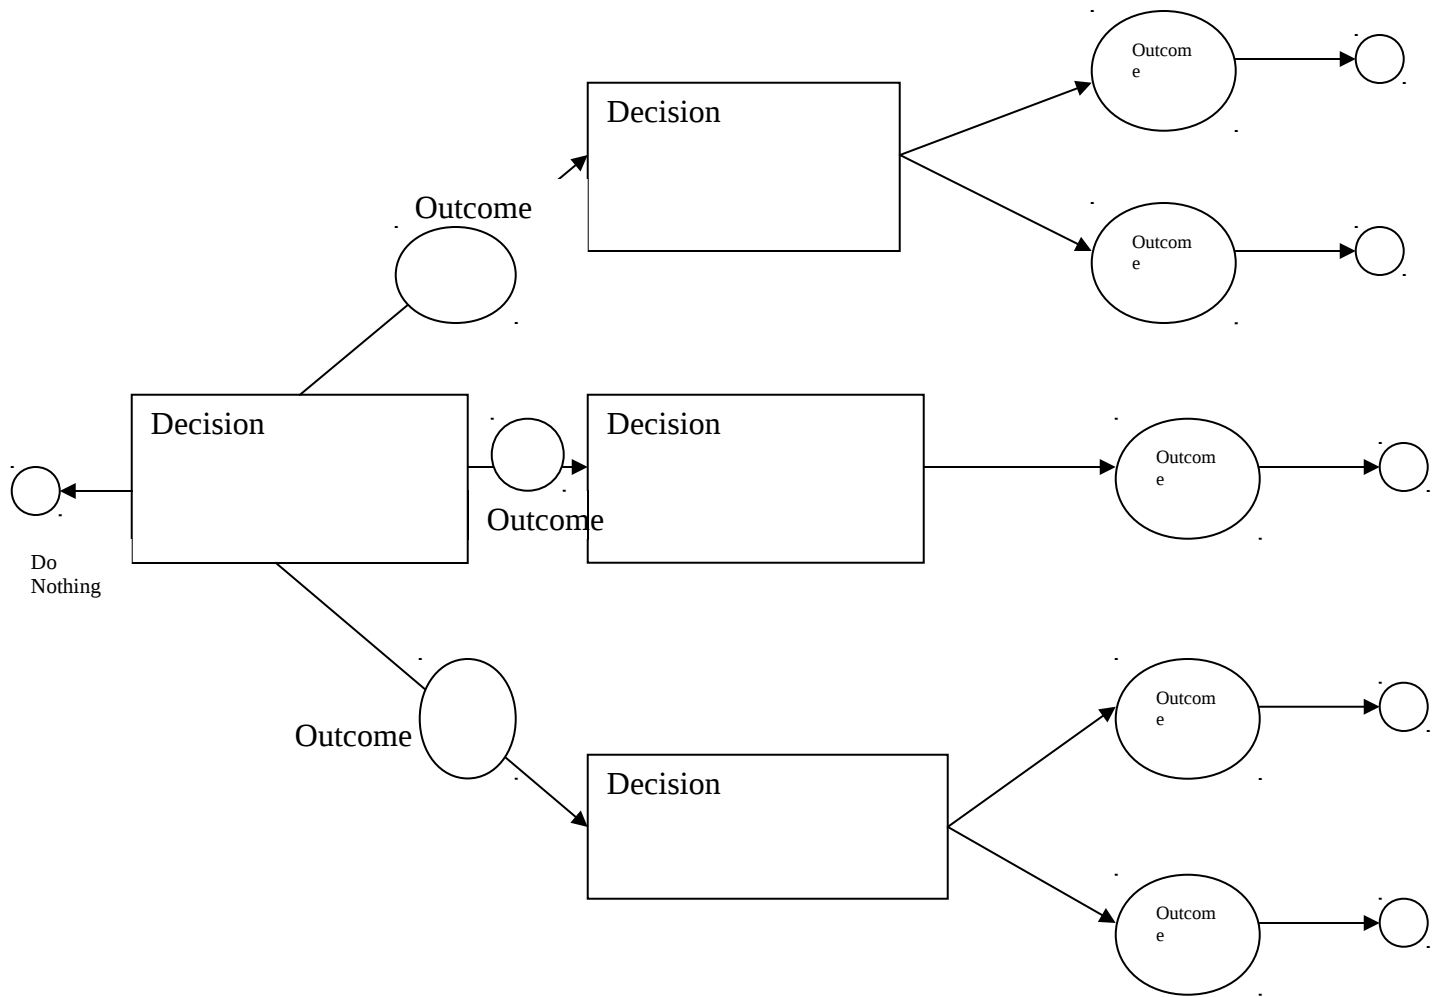 Outcom
e
Decision
Outcome
Outcom
e
Decision
Decision
Outcom
e
Outcome
Do
Nothing
Outcom
e
Outcome
Decision
Outcom
e